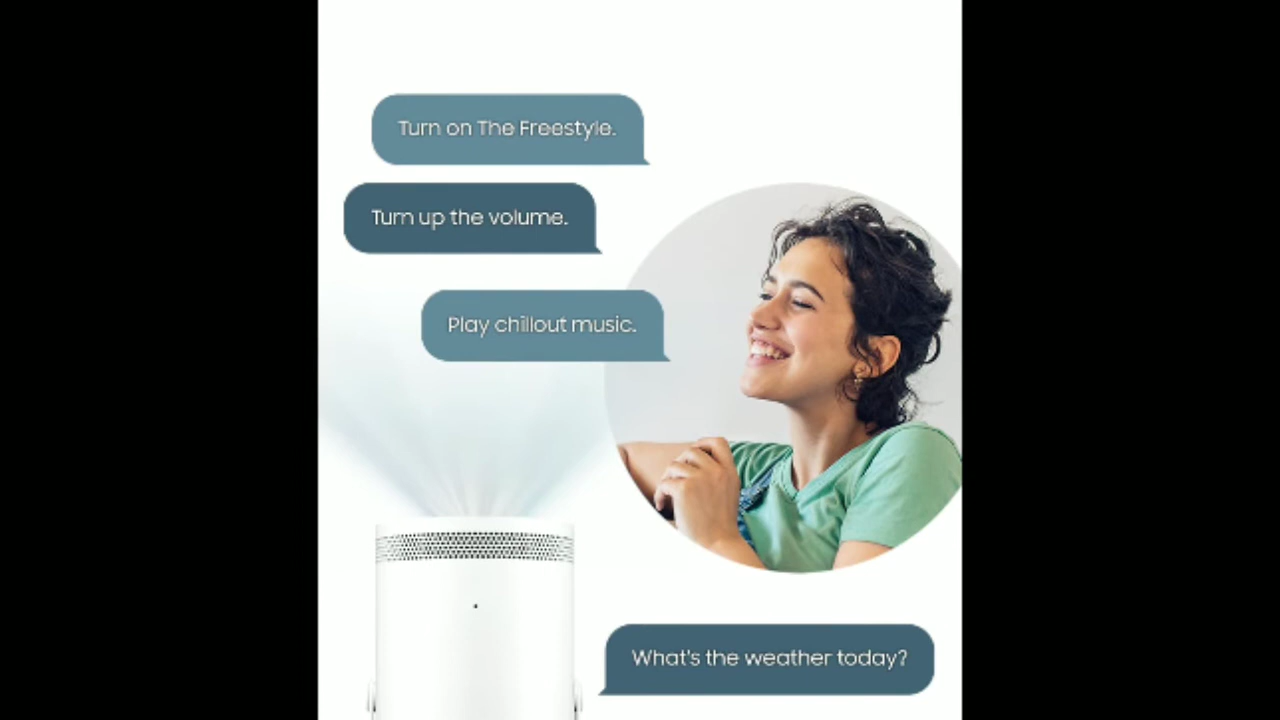 Turn on The Freestyle.
Turn up the volume.
Play chillout music.
What's the weather today?